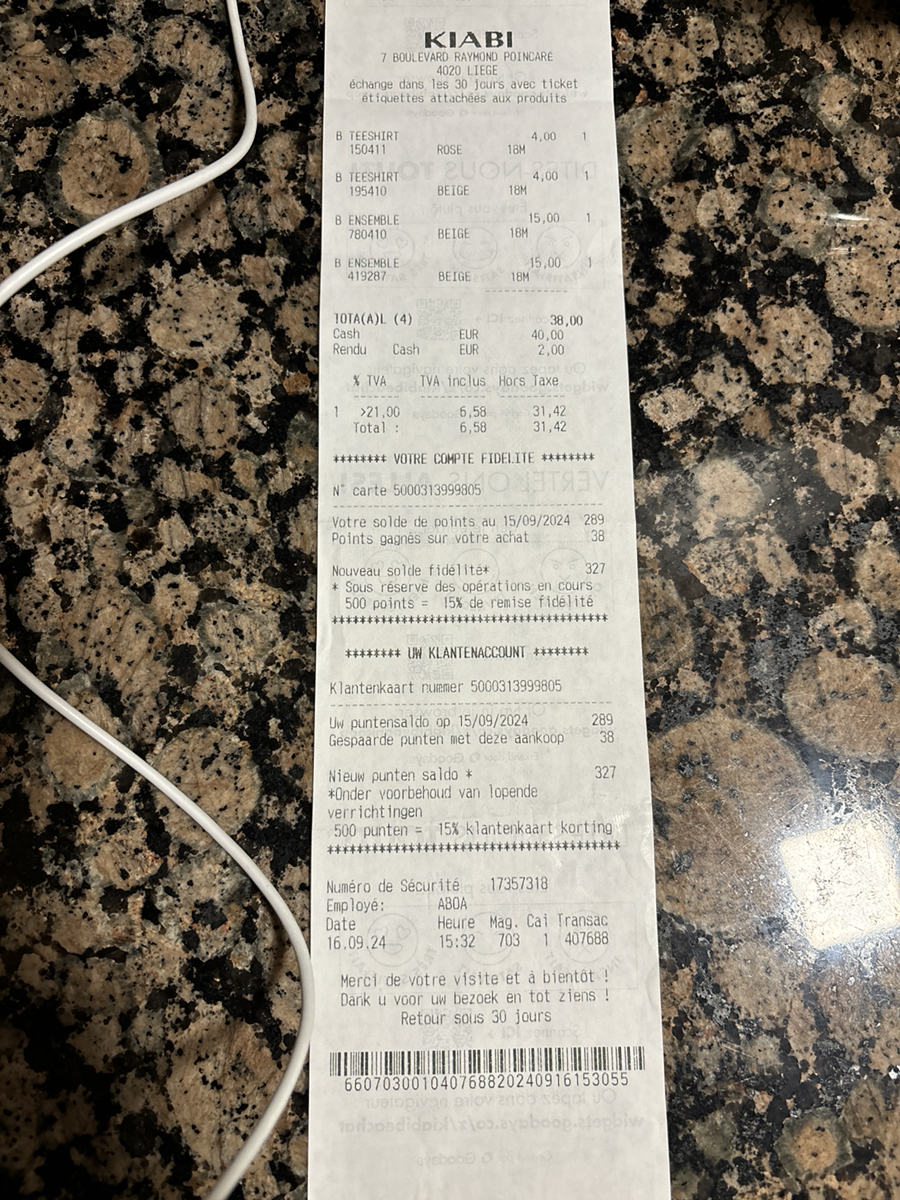 KIABI
7 BOULEVARD RAYMOND POINCARE
4020 LIEGE
échange dans les 30 jours avec ticket
étiquettes attachées aux produits
B TEESHIRT 4,00 1
150411 ROSE 18M
B TEESHIRT 4,00 1
195410 BEIGE 18M
B ENSEMBLE 15,00 1
780410 BEIGE 18M
B ENSEMBLE 15,00 1
419287 BEIGE 18M
------------
TOTA(A)L (4) 38,00
Cash EUR 40,00
Rendu Cash EUR 2,00
% TVA TVA inclus Hors Taxe
1 >21,00 6,58 31,42
Total : 6,58 31,42
******** VOTRE COMPTE FIDELITE ********
N° carte 5000313999805
Votre solde de points au 15/09/2024 289
Points gagnés sur votre achat 38
Nouveau solde fidélité* 327
* Sous réserve des opérations en cours
500 points = 15% de remise fidélité
******** UW KLANTENACCOUNT ********
Klantenkaart nummer 5000313999805
Uw puntensaldo op 15/09/2024 289
Gespaarde punten met deze aankoop 38
Nieuw punten saldo * 327
*Onder voorbehoud van lopende
verrichtingen
500 punten = 15% klantenkaart korting
Numéro de Sécurité 17357318
Employé: ABOA
Date Heure Mag. Cai Transac
16.09.24 15:32 703 1 407688
Merci de votre visite et à bientôt !
Dank u voor uw bezoek en tot ziens !
Retour sous 30 jours
66070300104076882024091615​3055